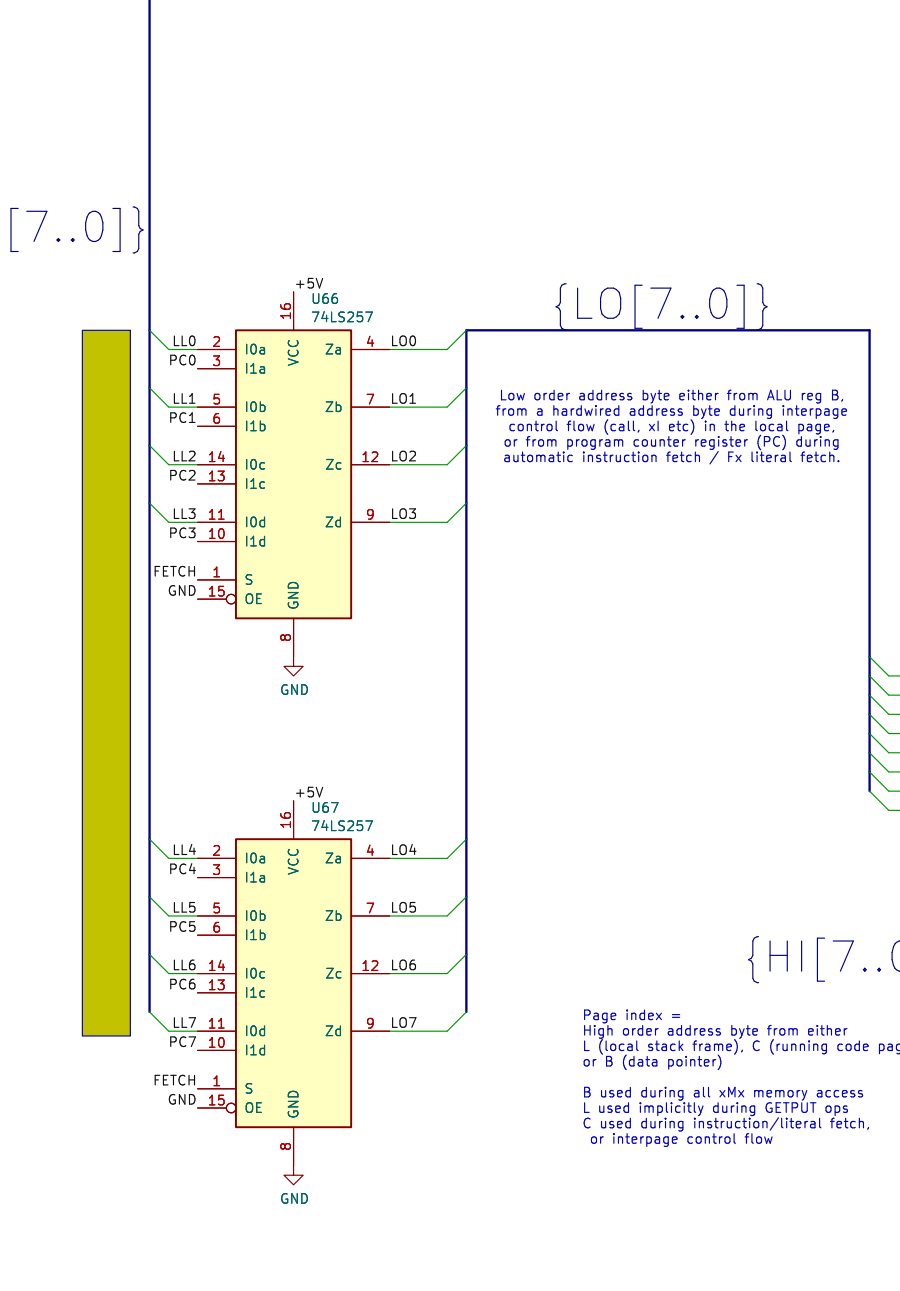 [7..0]}
+5V
U66
74LS257
16
VCC
LL0 2 I0a Za 4 LO0
PC0 3 I1a
LL1 5 I0b Zb 7 LO1
PC1 6 I1b
LL2 14 I0c Zc 12 LO2
PC2 13 I1c
LL3 11 I0d Zd 9 LO3
PC3 10 I1d
FETCH 1 S
GND 15 OE
GND
8
GND
{LO[7..0]}
Low order address byte either from ALU reg B,
from a hardwired address byte during interpage
control flow (call, xI etc) in the local page,
or from program counter register (PC) during
automatic instruction fetch / Fx literal fetch.
+5V
U67
74LS257
16
VCC
LL4 2 I0a Za 4 LO4
PC4 3 I1a
LL5 5 I0b Zb 7 LO5
PC5 6 I1b
LL6 14 I0c Zc 12 LO6
PC6 13 I1c
LL7 11 I0d Zd 9 LO7
PC7 10 I1d
FETCH 1 S
GND 15 OE
GND
8
GND
{HI[7..0
Page index =
High order address byte from either
L (local stack frame), C (running code pag
or B (data pointer)
B used during all xMx memory access
L used implicitly during GETPUT ops
C used during instruction/literal fetch,
or interpage control flow